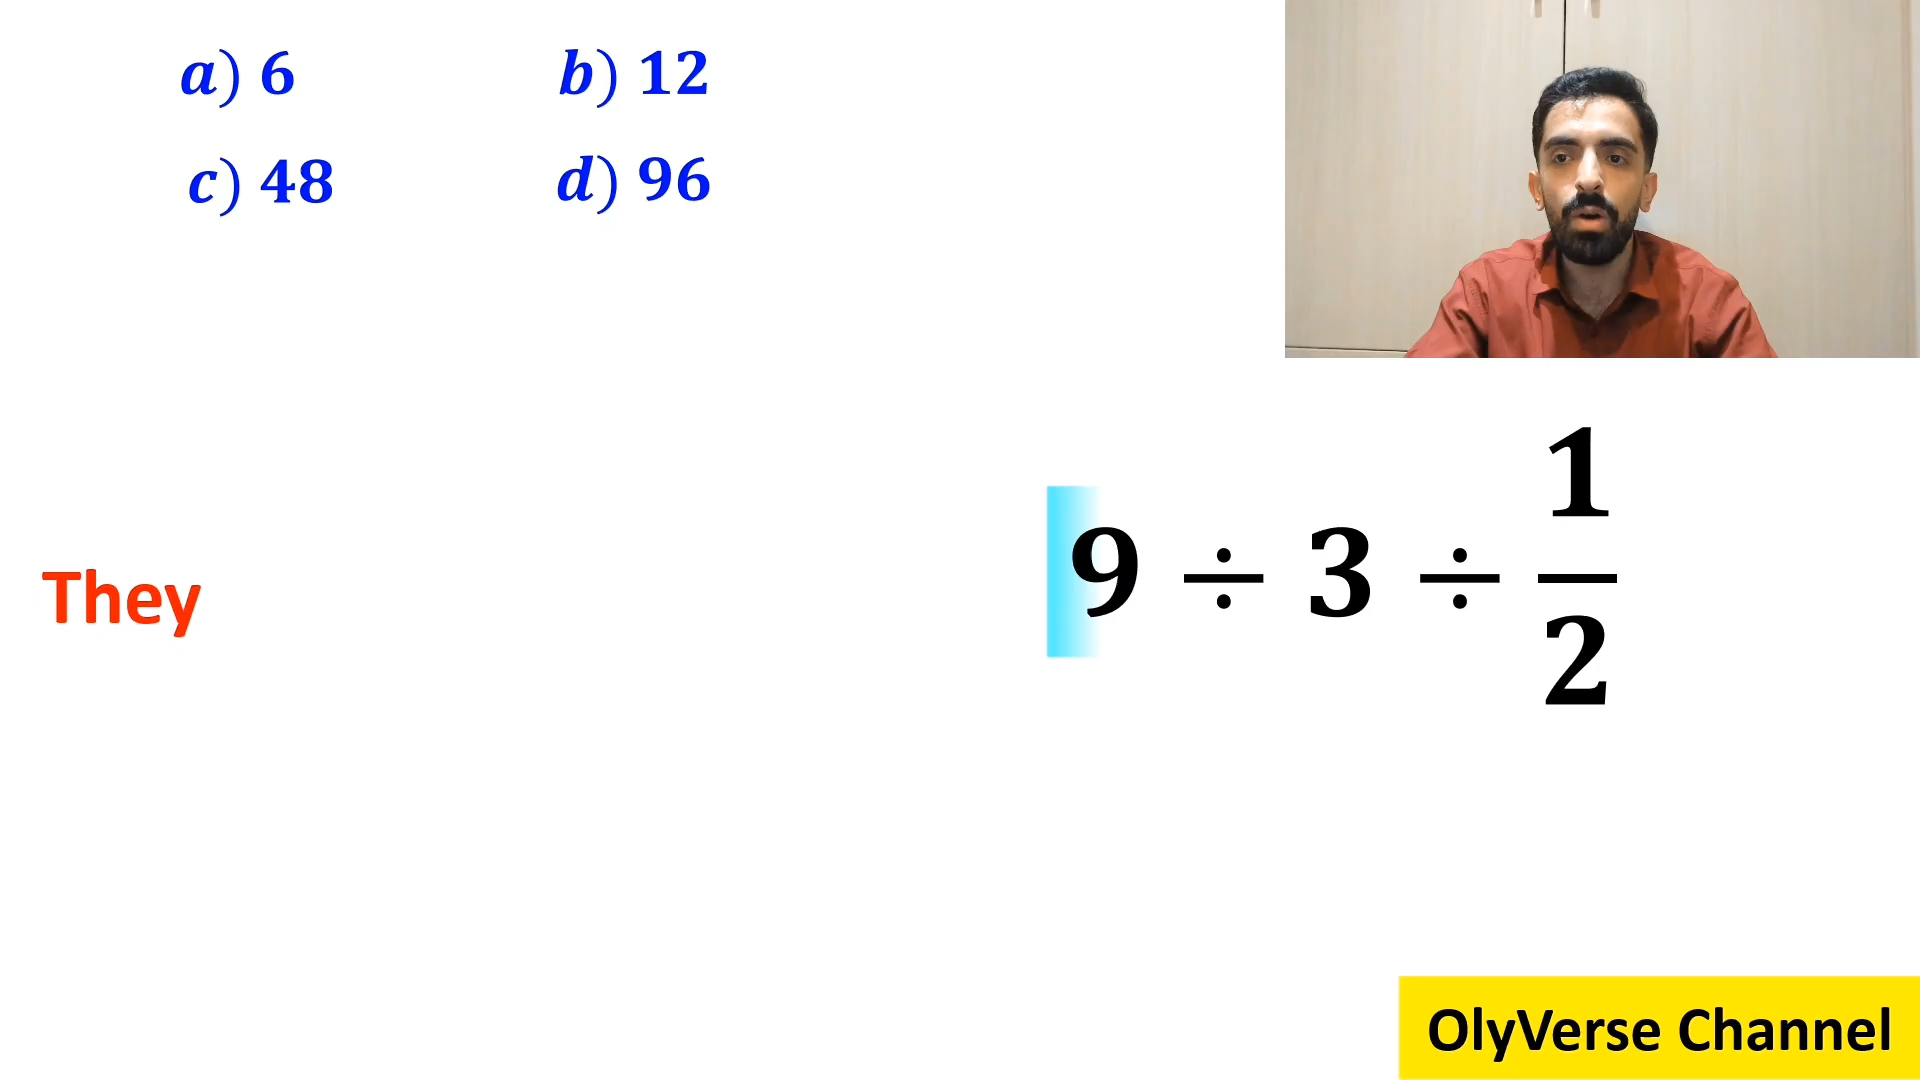 a) 6
b) 12
c) 48
d) 96
They
9 ÷ 3 ÷ 1/2
OlyVerse Channel